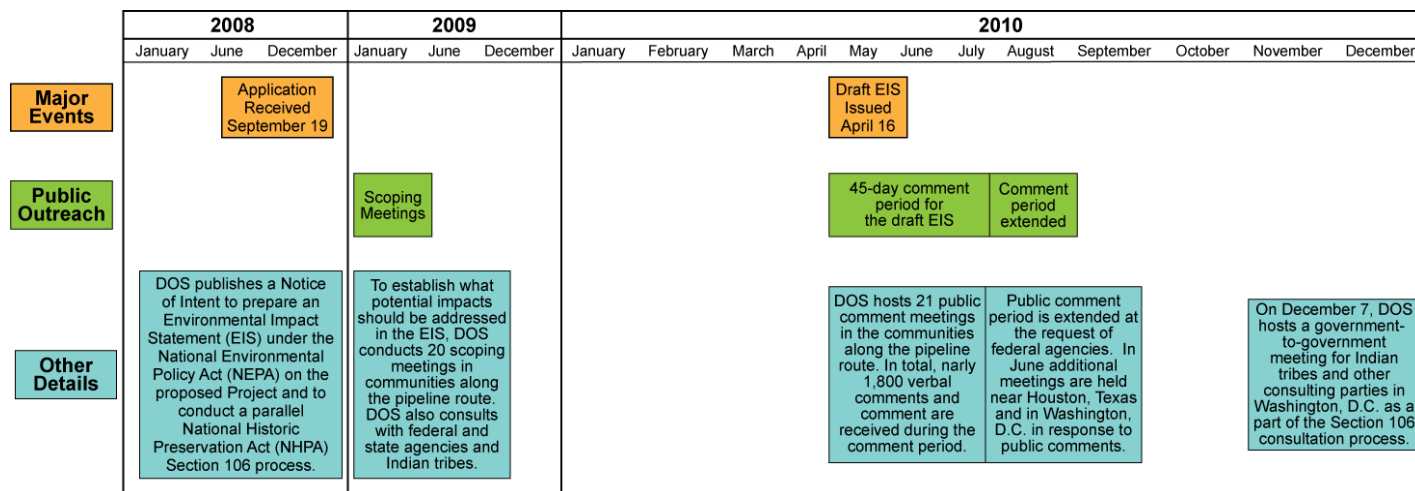 2008
2009
2010
January June December
January June December
January February March April May June July August September October November December
Major
Events
Application
Received
September 19
Draft EIS
Issued
April 16
Public
Outreach
Scoping
Meetings
45-day comment
period for
the draft EIS
Comment
period
extended
Other
Details
DOS publishes a Notice
of Intent to prepare an
Environmental Impact
Statement (EIS) under the
National Environmental
Policy Act (NEPA) on the
proposed Project and to
conduct a parallel
National Historic
Preservation Act (NHPA)
Section 106 process.
To establish what
potential impacts
should be addressed
in the EIS, DOS
conducts 20 scoping
meetings in
communities along
the pipeline route.
DOS also consults
with federal and
state agencies and
Indian tribes.
DOS hosts 21 public
comment meetings
in the communities
along the pipeline
route. In total, narly
1,800 verbal
comments and
comment are
received during the
comment period.
Public comment
period is extended at
the request of
federal agencies. In
June additional
meetings are held
near Houston, Texas
and in Washington,
D.C. in response to
public comments.
On December 7, DOS
hosts a government-
to-government
meeting for Indian
tribes and other
consulting parties in
Washington, D.C. as a
part of the Section 106
consultation process.